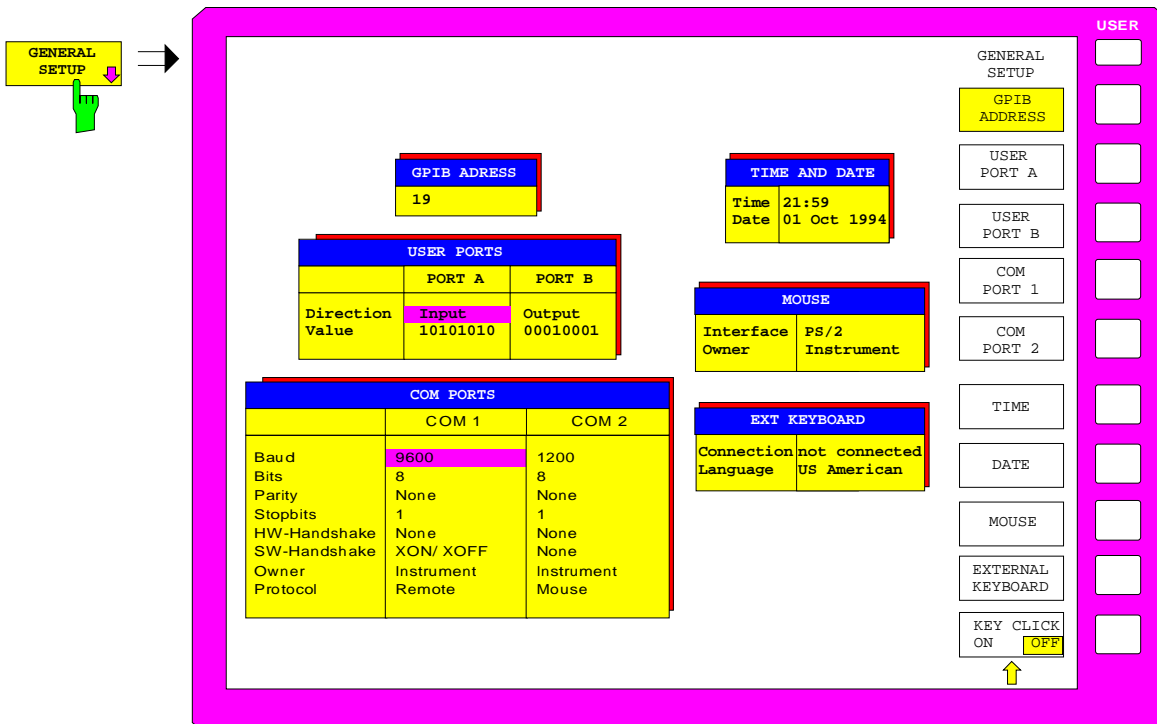 GENERAL
SETUP
USER
GPIB ADRESS
19
USER PORTS
PORT A PORT B
Direction Input Output
Value 10101010 00010001
COM PORTS
COM 1 COM 2
Baud 9600 1200
Bits 8 8
Parity None None
Stopbits 1 1
HW-Handshake None None
SW-Handshake XON/ XOFF None
Owner Instrument Instrument
Protocol Remote Mouse
TIME AND DATE
Time 21:59
Date 01 Oct 1994
MOUSE
Interface PS/2
Owner Instrument
EXT KEYBOARD
Connection not connected
Language US American
GENERAL
SETUP
GPIB
ADDRESS
USER
PORT A
USER
PORT B
COM
PORT 1
COM
PORT 2
TIME
DATE
MOUSE
EXTERNAL
KEYBOARD
KEY CLICK
ON OFF